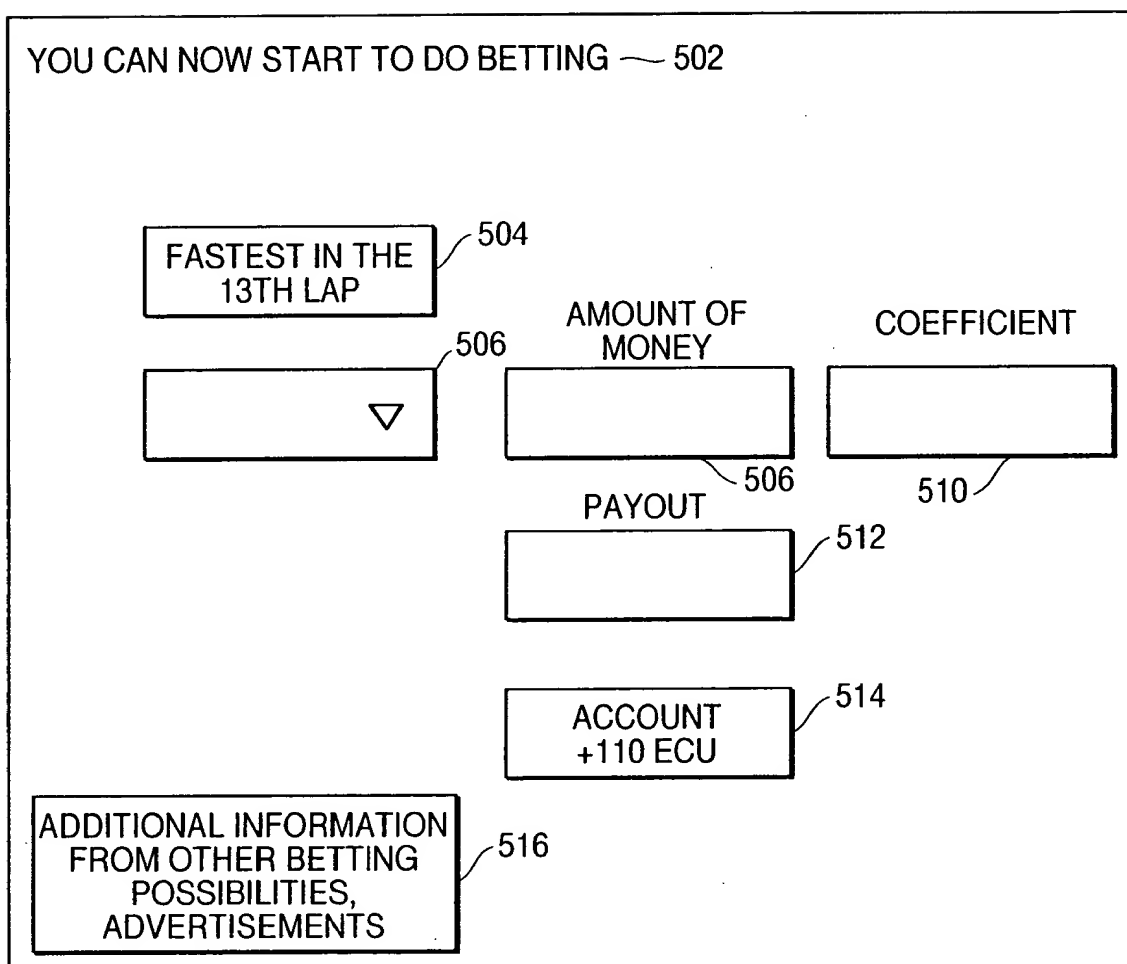 YOU CAN NOW START TO DO BETTING 502
FASTEST IN THE
13TH LAP
504
506
AMOUNT OF
MONEY
506
COEFFICIENT
510
PAYOUT
512
ACCOUNT
+110 ECU
514
ADDITIONAL INFORMATION
FROM OTHER BETTING
POSSIBILITIES,
ADVERTISEMENTS
516